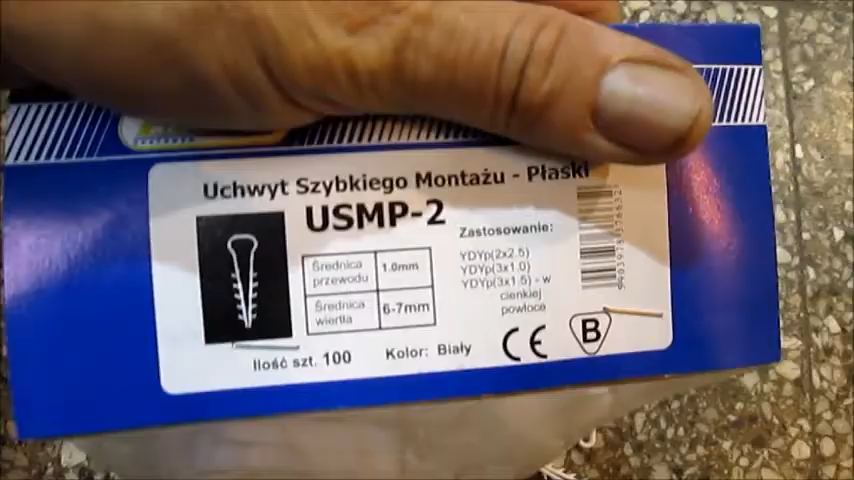 Uchwyt Szybkiego Montażu - Płaski
USMP-2
Zastosowanie:
YDYp(2x2.5)
YDYp(3x1.0)
YDYp(3x1.5) - w
cienkiej
powłoce
Średnica
przewodu
1.0mm
Średnica
wiertła
6-7mm
Ilość szt. 100
Kolor: Biały
CE
B